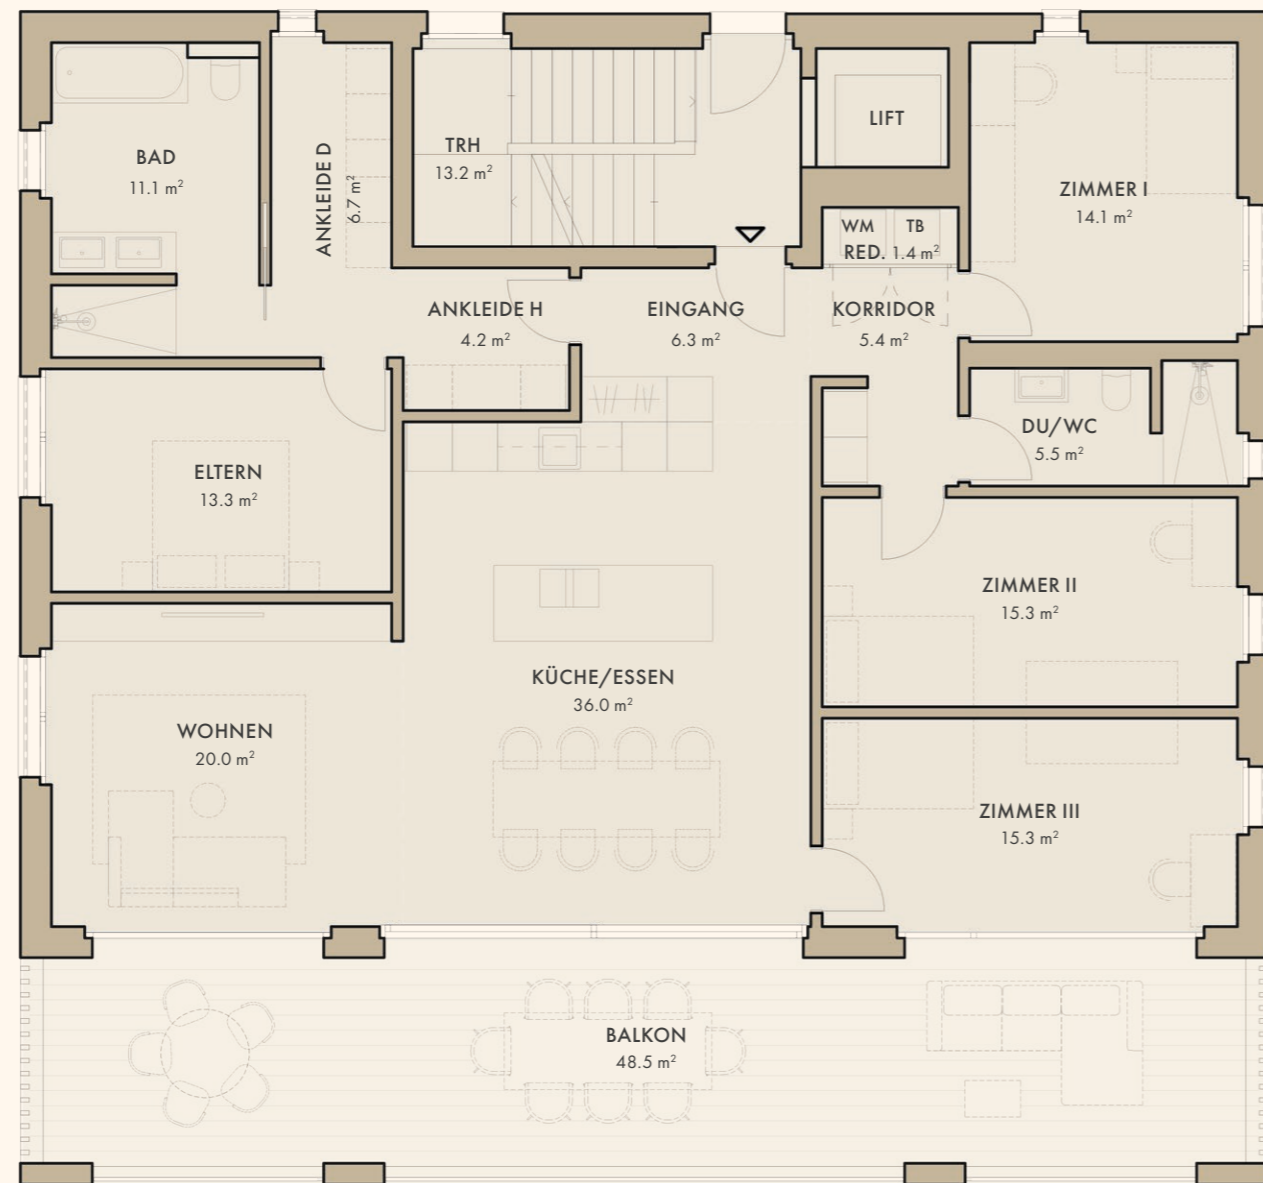 BAD
11.1 m²
ANKLEIDE D
6.7 m²
TRH
13.2 m²
LIFT
ZIMMER I
14.1 m²
WM TB
RED. 1.4 m²
ANKLEIDE H
4.2 m²
EINGANG
6.3 m²
KORRIDOR
5.4 m²
DU/WC
5.5 m²
ELTERN
13.3 m²
ZIMMER II
15.3 m²
KÜCHE/ESSEN
36.0 m²
WOHNEN
20.0 m²
ZIMMER III
15.3 m²
BALKON
48.5 m²